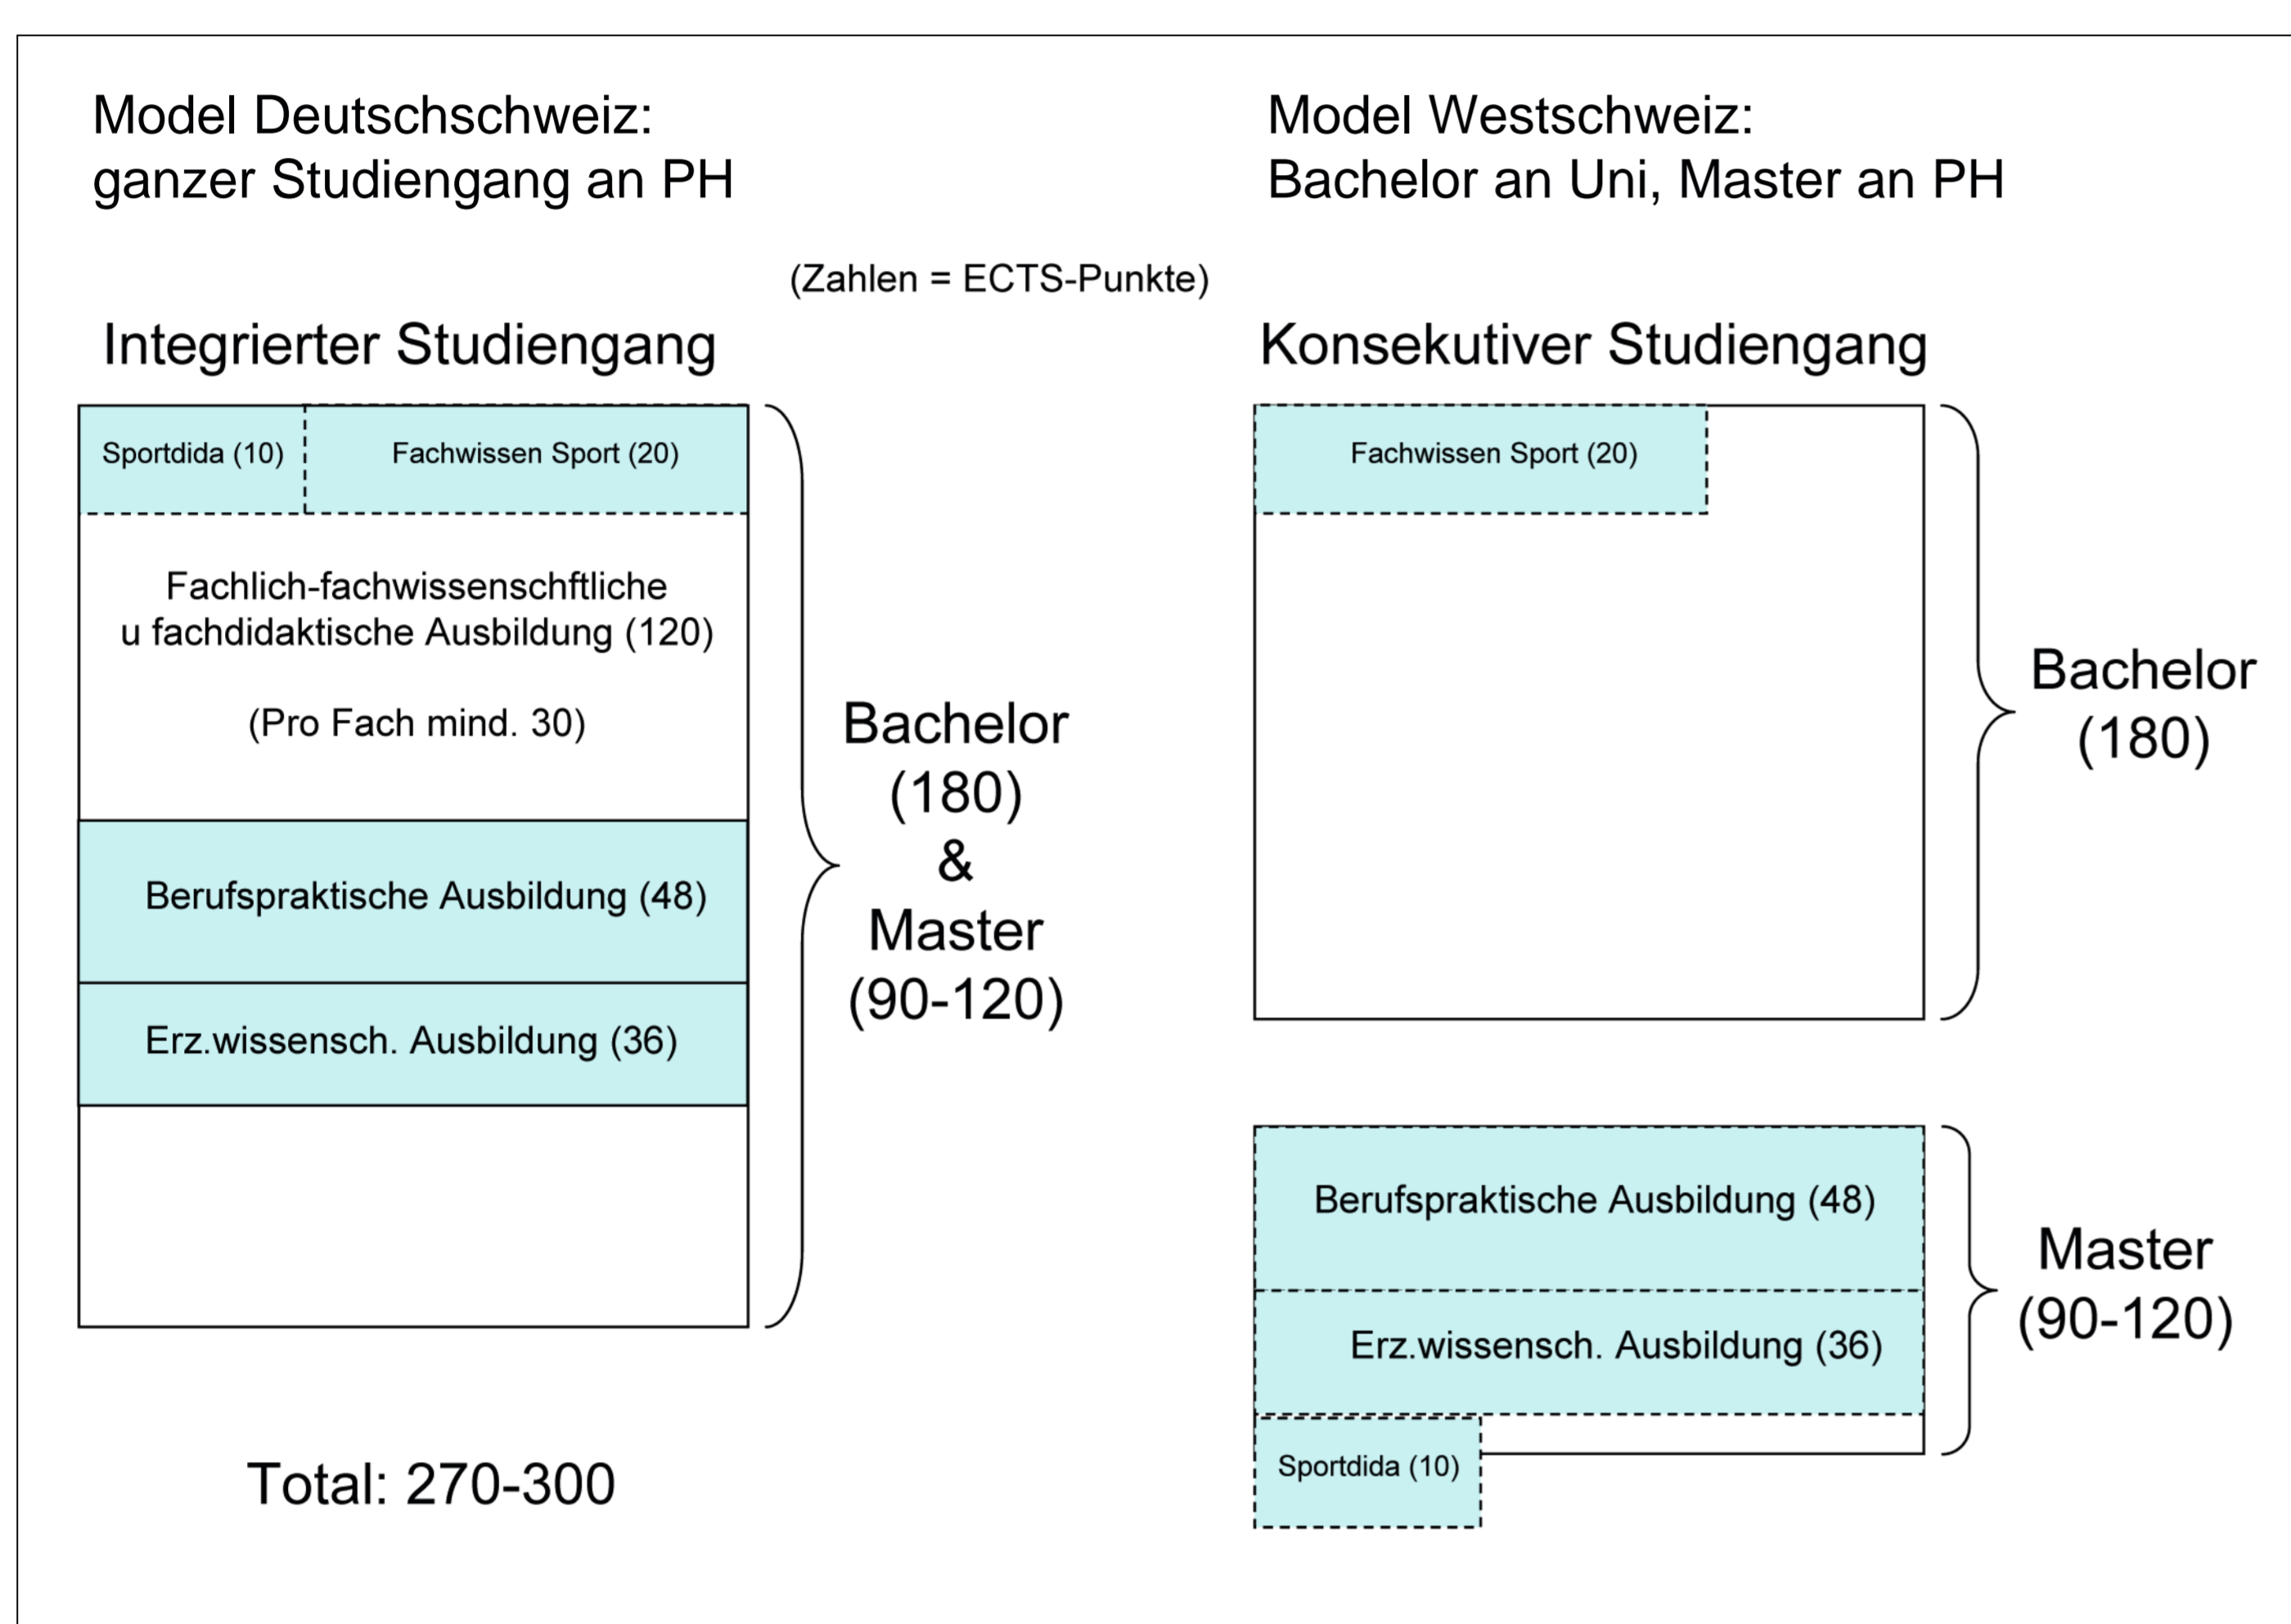 Model Deutschschweiz:
ganzer Studiengang an PH
Model Westschweiz:
Bachelor an Uni, Master an PH
(Zahlen = ECTS-Punkte)
Integrierter Studiengang
Sportdida (10)
Fachwissen Sport (20)
Fachlich-fachwissenschftliche
u fachdidaktische Ausbildung (120)
(Pro Fach mind. 30)
Berufspraktische Ausbildung (48)
Erz.wissensch. Ausbildung (36)
Bachelor
(180)
&
Master
(90-120)
Total: 270-300
Konsekutiver Studiengang
Fachwissen Sport (20)
Bachelor
(180)
Berufspraktische Ausbildung (48)
Erz.wissensch. Ausbildung (36)
Sportdida (10)
Master
(90-120)